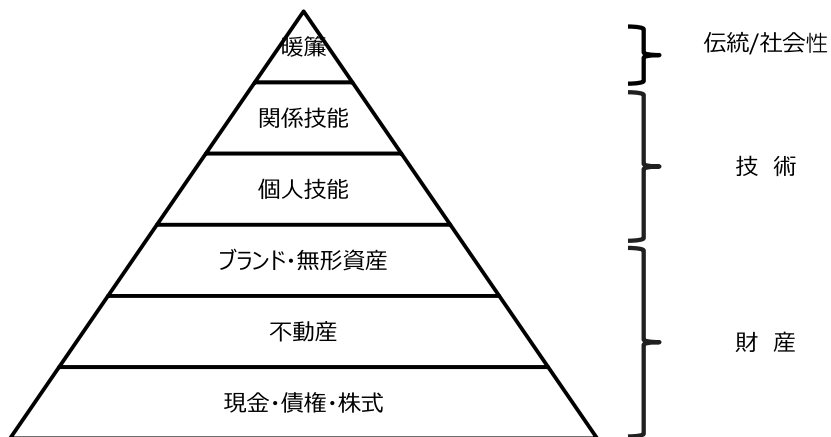 暖簾
伝統/社会性
関係技能
個人技能
技 術
ブランド・無形資産
不動産
財 産
現金・債権・株式